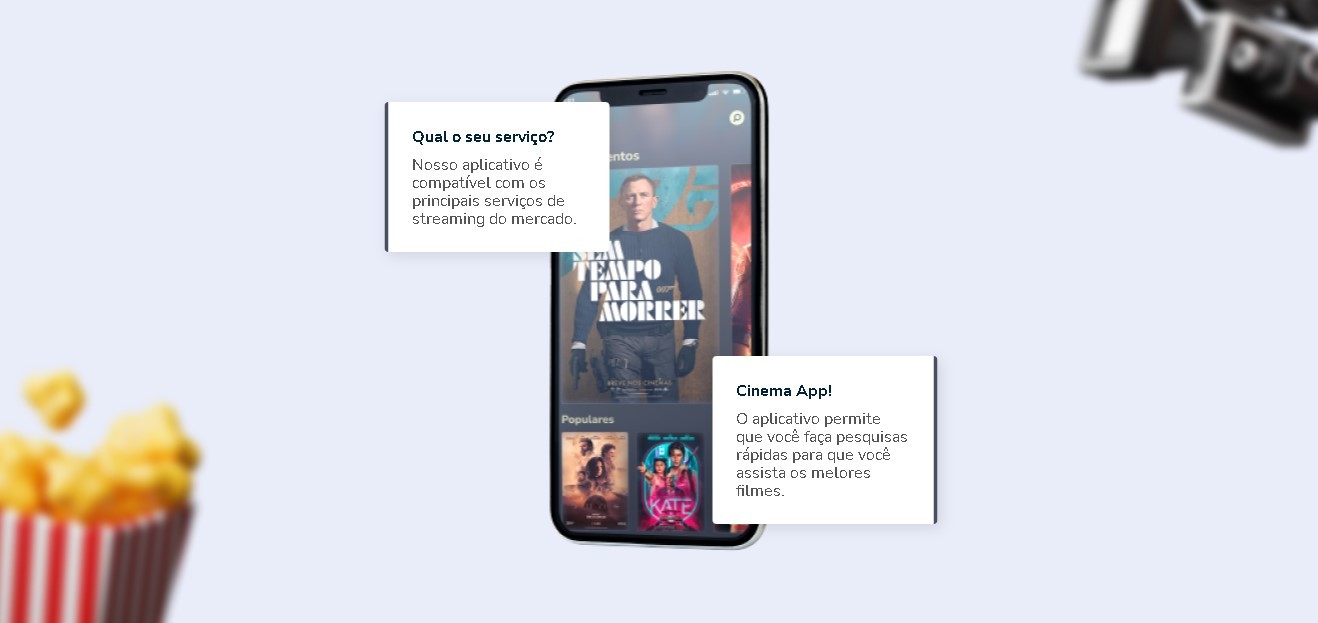 Qual o seu serviço?
Nosso aplicativo é
compatível com os
principais serviços de
streaming do mercado.
entos
SEM
TEMPO
PARA
007
MORRER
BREVE NOS CINEMAS
Populares
KATE
Cinema App!
O aplicativo permite
que você faça pesquisas
rápidas para que você
assista os melores
filmes.